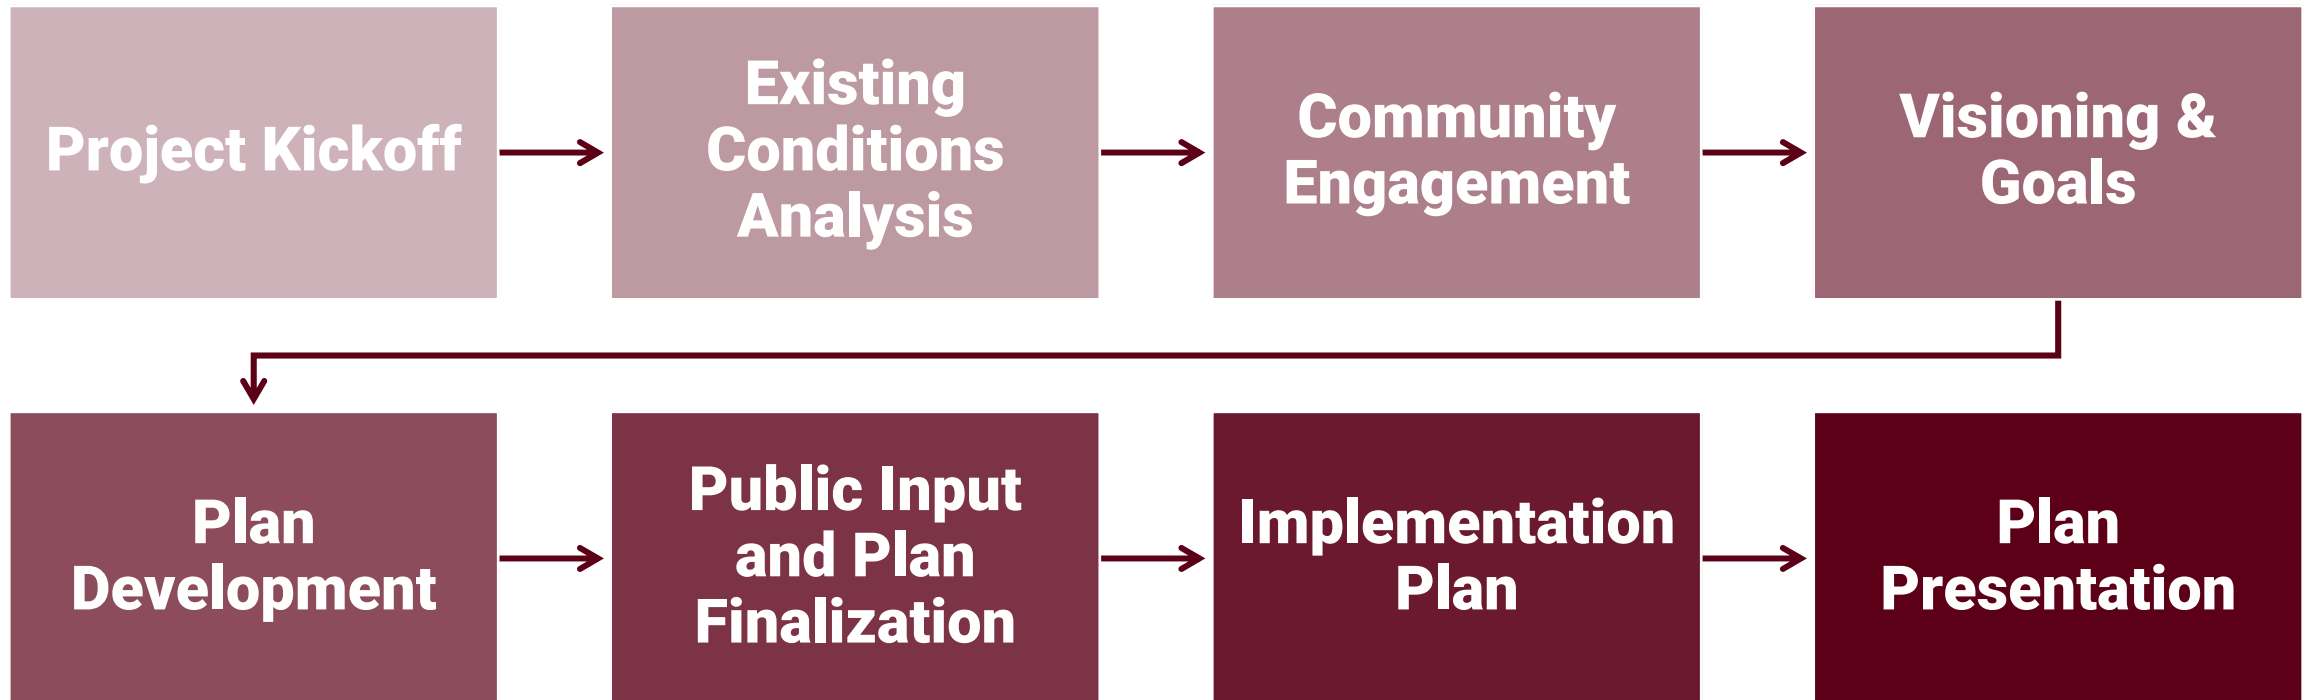 Project Kickoff
Existing
Conditions
Analysis
Community
Engagement
Visioning &
Goals
Plan
Development
Public Input
and Plan
Finalization
Implementation
Plan
Plan
Presentation